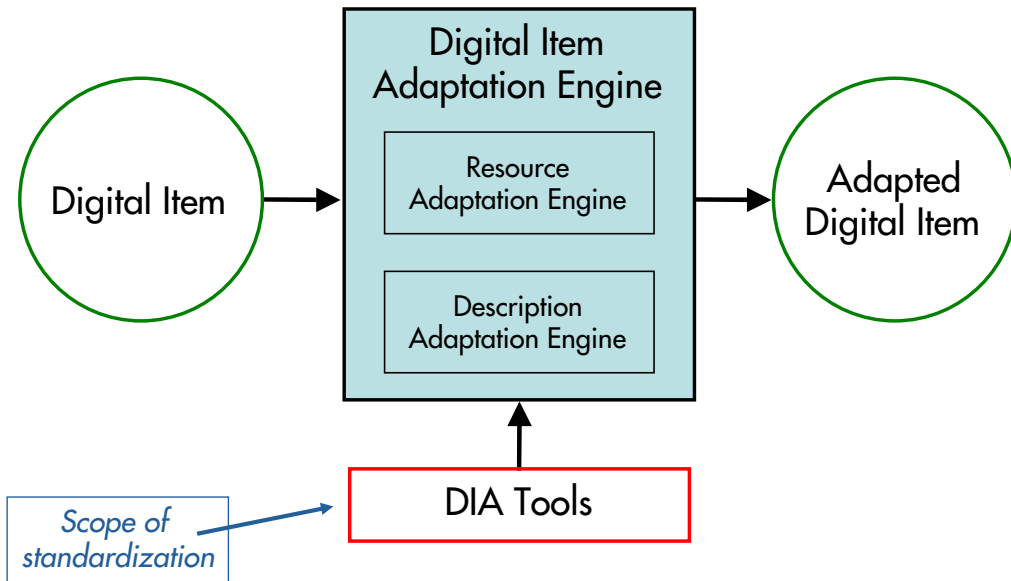 Digital Item
Adaptation Engine
Resource
Adaptation Engine
Digital Item
Adapted
Digital Item
Description
Adaptation Engine
DIA Tools
Scope of
standardization